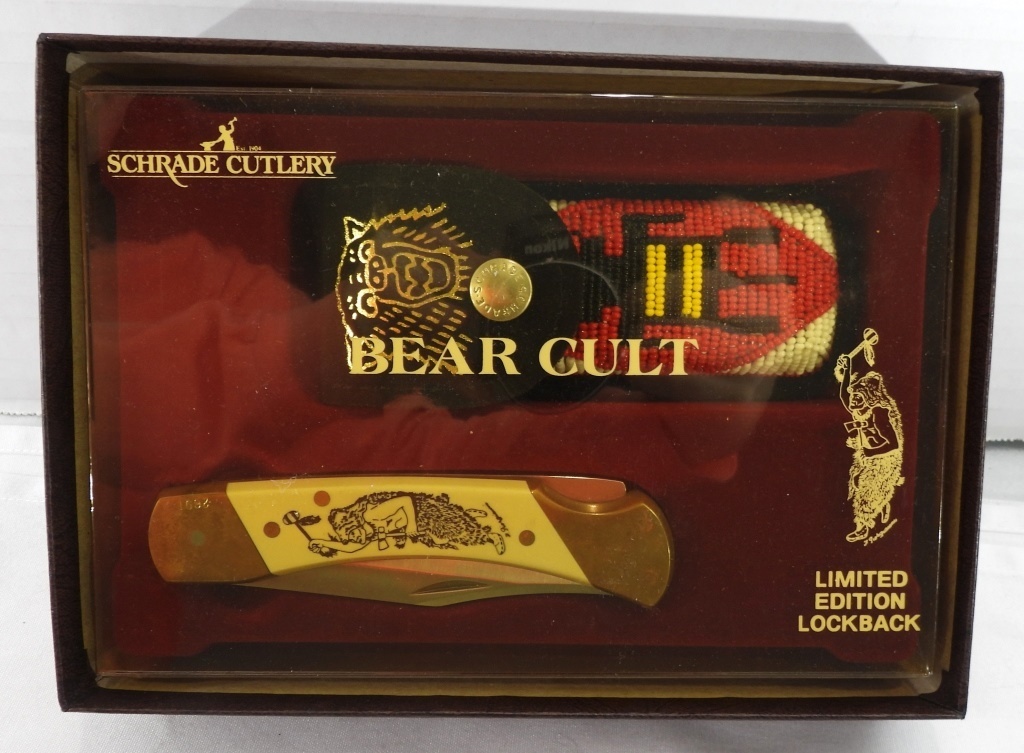 Est. 1904
SCHRADE CUTLERY
BEAR CULT
LIMITED
EDITION
LOCKBACK